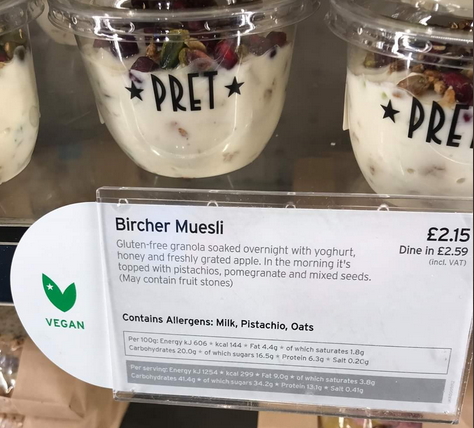 PRET
PRE
Bircher Muesli
£2.15
Gluten-free granola soaked overnight with yoghurt,
Dine in £2.59
honey and freshly grated apple. In the morning it's
(incl. VAT)
topped with pistachios, pomegranate and mixed seeds.
(May contain fruit stones)
VEGAN
Contains Allergens: Milk, Pistachio, Oats
Per 100g: Energy kJ 606 • kcal 144 • Fat 4.4g • of which saturates 1.8g
Carbohydrates 20.0g • of which sugars 16.5g • Protein 6.3g • Salt 0.20g
Per serving: Energy kJ 1254 • kcal 299 • Fat 9.0g • of which saturates 3.8g
Carbohydrates 41.4g • of which sugars 34.2g • Protein 13.1g • Salt 0.41g